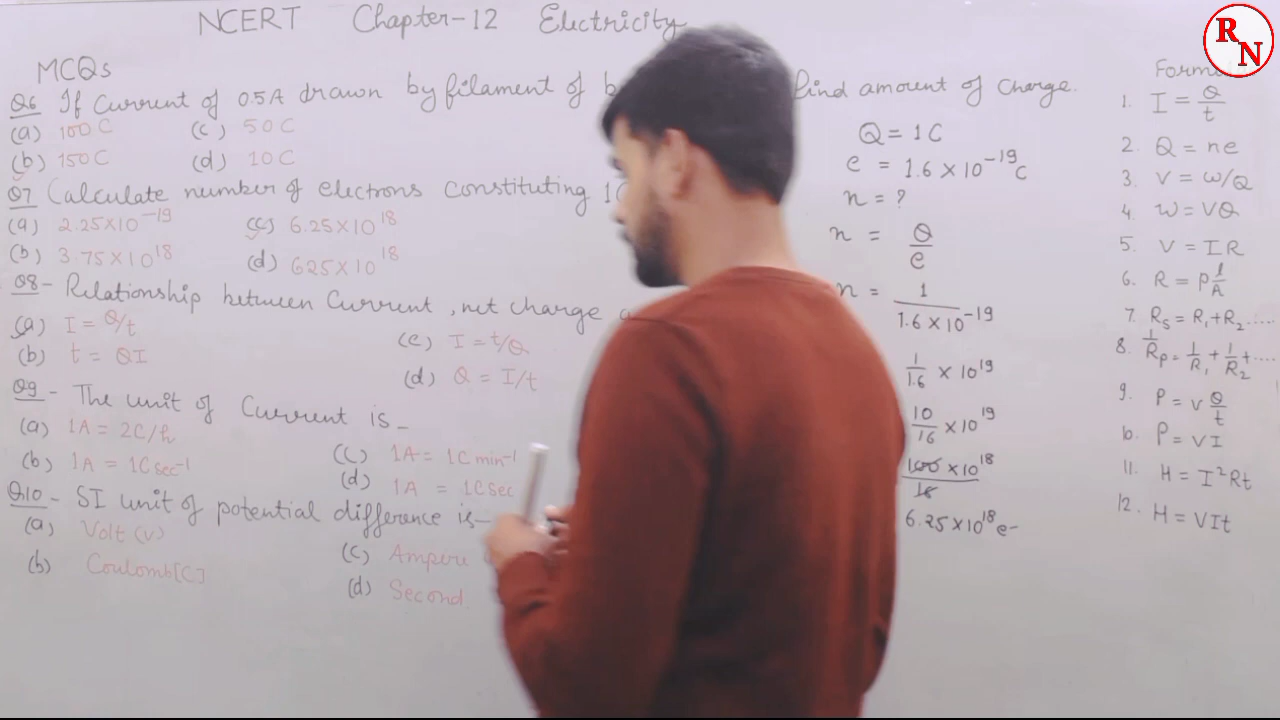 NCERT Chapter-12 Electricity
MCQs
Q6 If Current of 0.5A drawn by filament of find amount of charge.
(a) 100 C (c) 50 C
(b) 150 C (d) 10 C
Q7 Calculate number of electrons constituting
(a) 2.25×10⁻¹⁹ (c) 6.25×10¹⁸
(b) 3.75×10¹⁸ (d) 625×10¹⁸
Q8- Relationship between Current, net charge
(a) I = Q/t (c) I = t/Q
(b) t = QI (d) Q = I/t
Q9- The unit of Current is-
(a) 1A = 2C/h (c) 1A = 1C min⁻¹
(b) 1A = 1C sec⁻¹ (d) 1A = 1C Sec
Q10- SI unit of potential difference is-
(a) Volt (v) (c) Ampere
(b) Coulomb[C] (d) Second
Q = 1C
e = 1.6 × 10⁻¹⁹ C
n = ?
n = Q/e
n = 1/1.6×10⁻¹⁹
1/1.6 × 10¹⁹
10/16 × 10¹⁹
100×10¹⁸/16
6.25×10¹⁸ e-
1. I = Q/t
2. Q = ne
3. V = W/Q
4. W = VQ
5. V = IR
6. R = ρ l/A
7. Rs = R₁+R₂.....
8. 1/Rp = 1/R₁ + 1/R₂ + ....
9. P = V Q/t
10. P = VI
11. H = I²Rt
12. H = VIt
RN